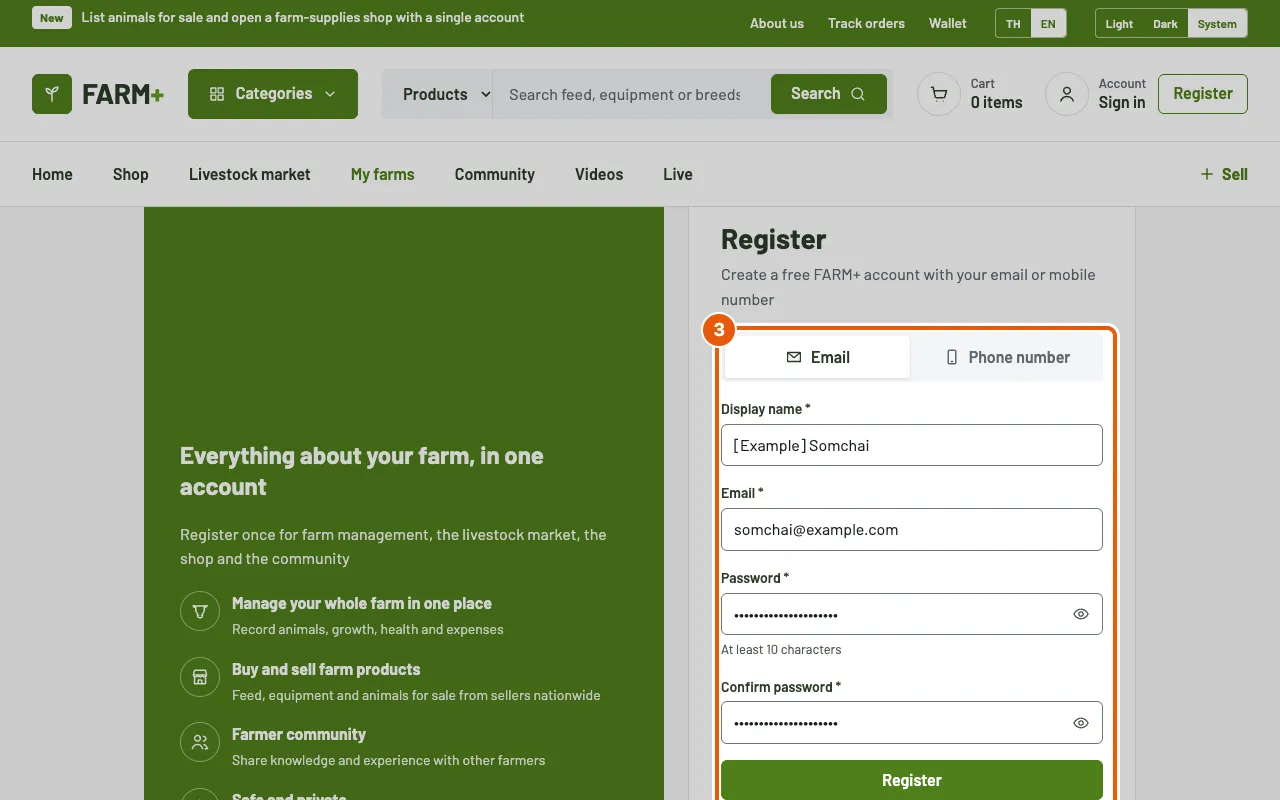 New List animals for sale and open a farm-supplies shop with a single account
About us Track orders Wallet TH EN Light Dark System
FARM+ Categories Products Search feed, equipment or breeds Search
Cart
0 items
Account
Sign in
Register
Home Shop Livestock market My farms Community Videos Live + Sell
Everything about your farm, in one
account
Register once for farm management, the livestock market, the
shop and the community
Manage your whole farm in one place
Record animals, growth, health and expenses
Buy and sell farm products
Feed, equipment and animals for sale from sellers nationwide
Farmer community
Share knowledge and experience with other farmers
Register
Create a free FARM+ account with your email or mobile
number
3
Email Phone number
Display name *
[Example] Somchai
Email *
somchai@example.com
Password *
•••••••••••••••••••••
At least 10 characters
Confirm password *
•••••••••••••••••••••
Register